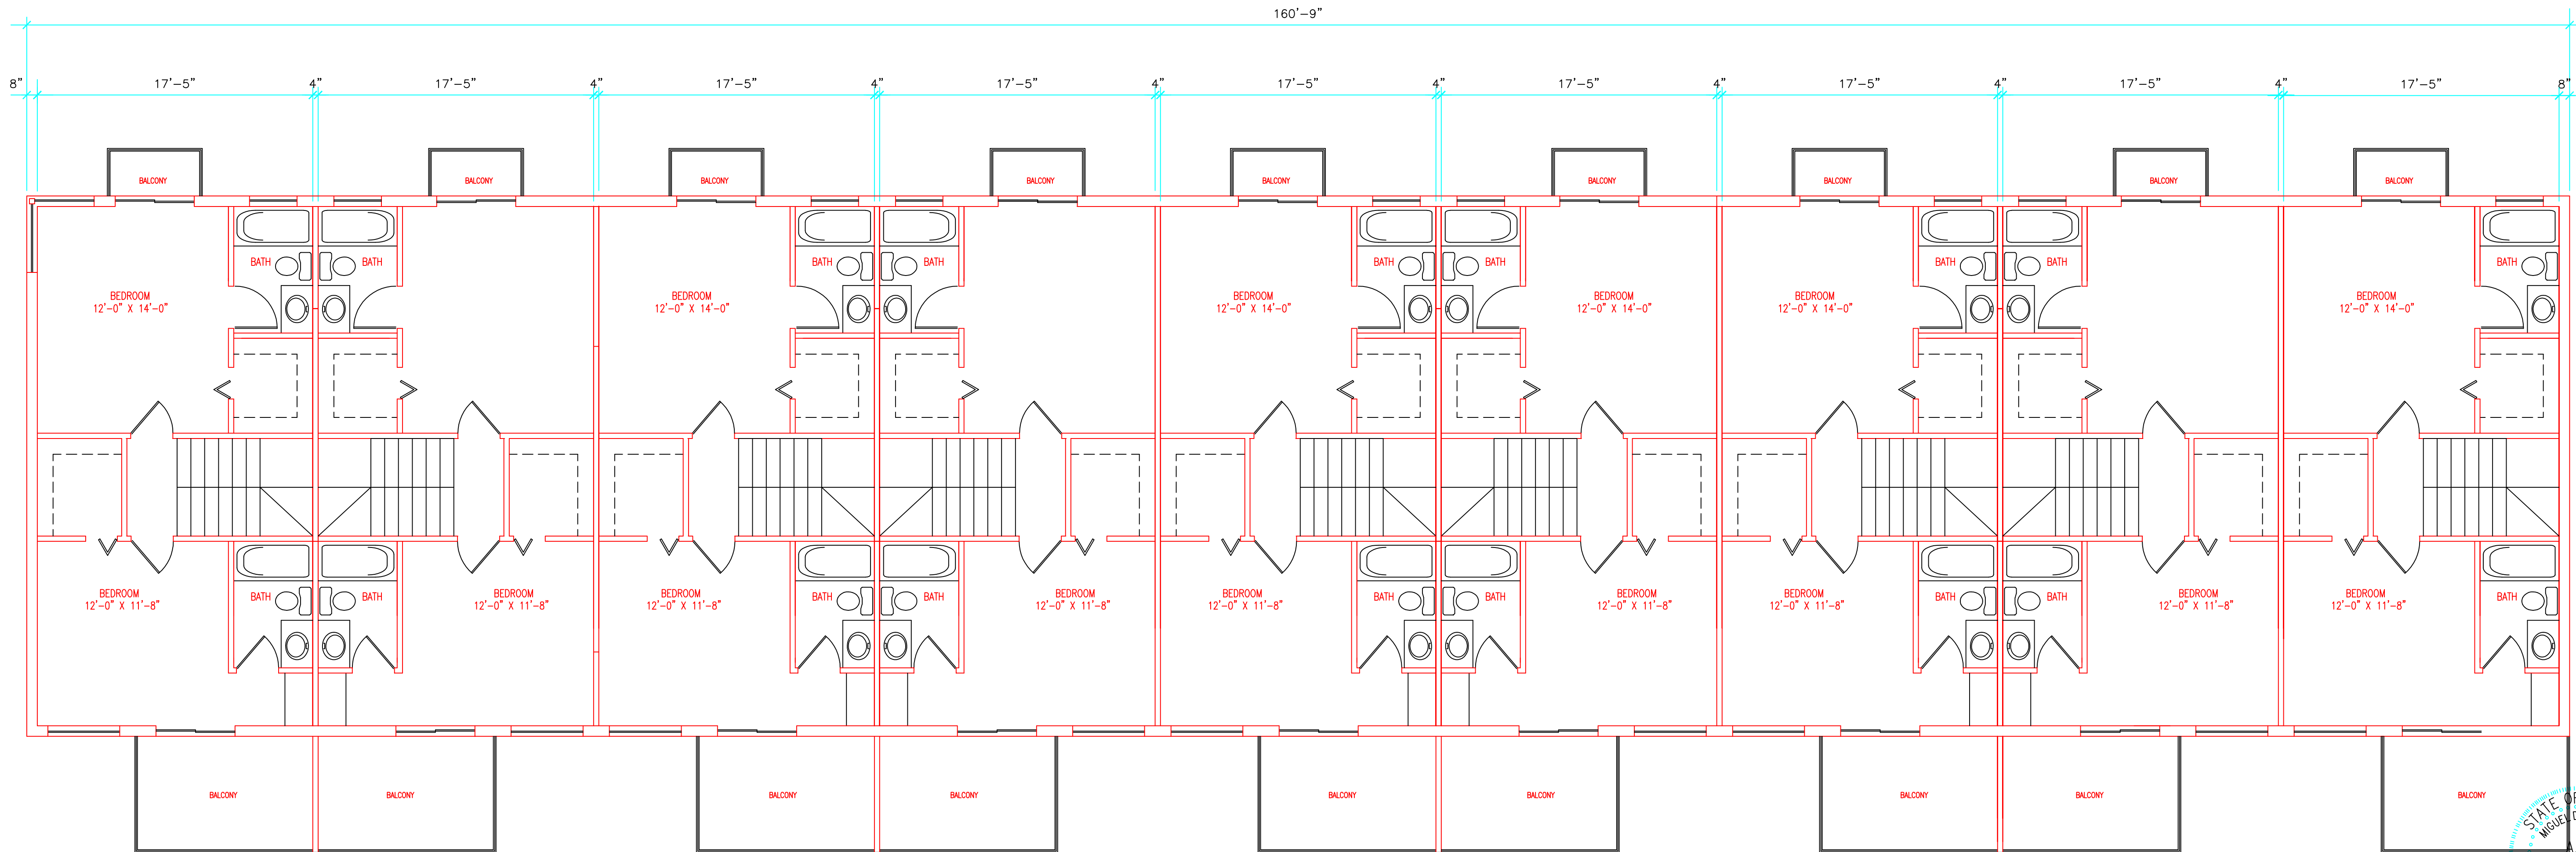 160'-9"
8" 17'-5" 4" 17'-5" 4" 17'-5" 4" 17'-5" 4" 17'-5" 4" 17'-5" 4" 17'-5" 4" 17'-5" 4" 17'-5" 8"
BALCONY BALCONY BALCONY BALCONY BALCONY BALCONY BALCONY BALCONY BALCONY
BATH BATH BATH BATH BATH BATH BATH BATH BATH
BEDROOM BEDROOM BEDROOM BEDROOM BEDROOM BEDROOM
12'-0" X 14'-0" 12'-0" X 14'-0" 12'-0" X 14'-0" 12'-0" X 14'-0" 12'-0" X 14'-0" 12'-0" X 14'-0"
BEDROOM BATH BATH BEDROOM BEDROOM BATH BATH BEDROOM BEDROOM BATH BATH BEDROOM BEDROOM BATH BATH BEDROOM BEDROOM BATH
12'-0" X 11'-8" 12'-0" X 11'-8" 12'-0" X 11'-8" 12'-0" X 11'-8" 12'-0" X 11'-8" 12'-0" X 11'-8" 12'-0" X 11'-8" 12'-0" X 11'-8" 12'-0" X 11'-8"
BALCONY BALCONY BALCONY BALCONY BALCONY BALCONY BALCONY BALCONY BALCONY
STATE OF
MIGUEL